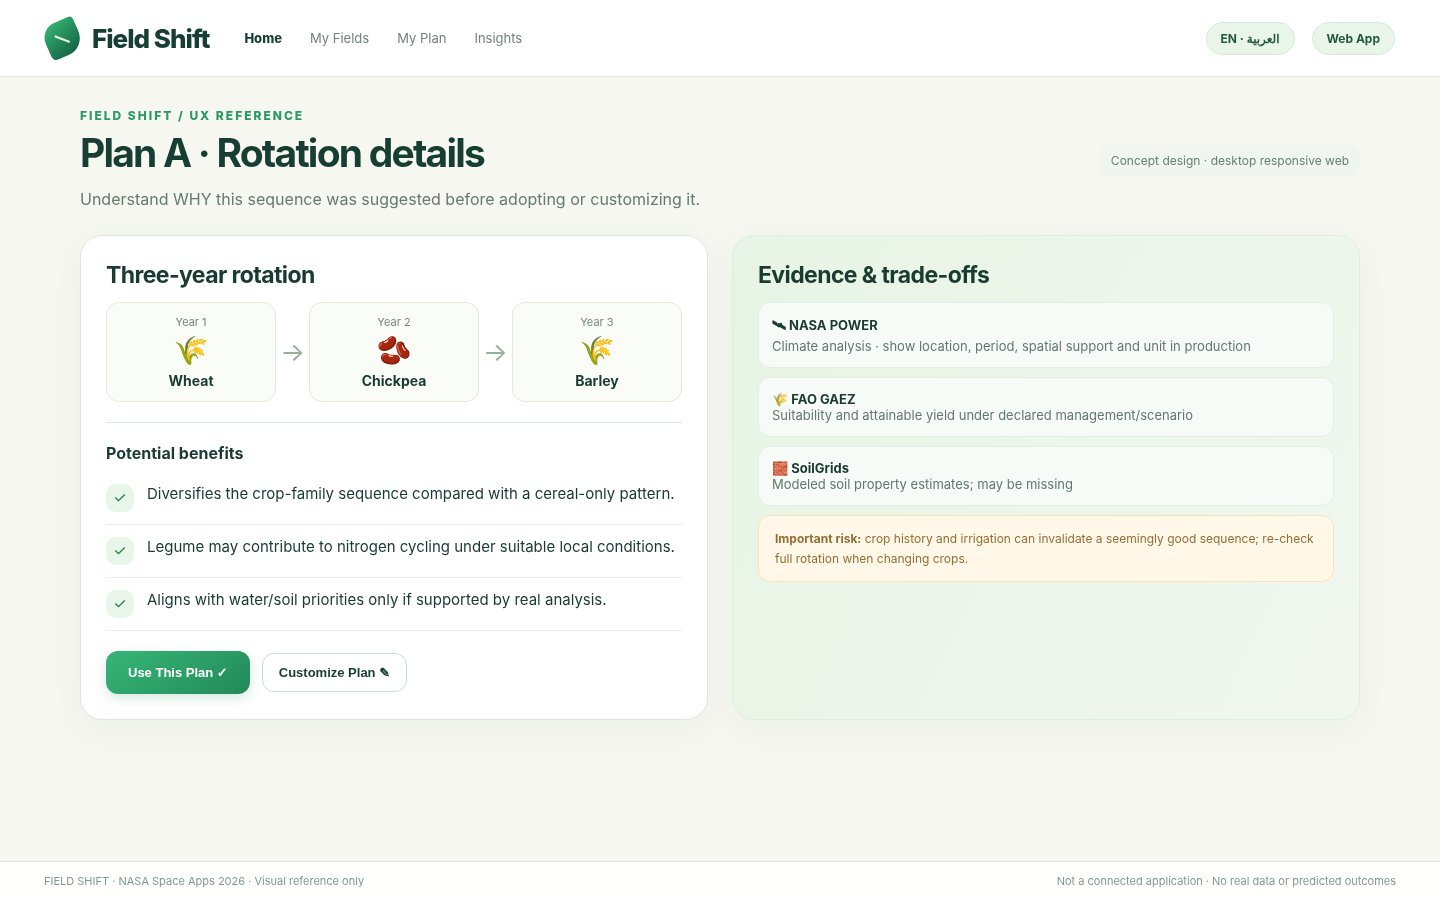 Field Shift
Home
My Fields
My Plan
Insights
EN · العربية
Web App
FIELD SHIFT / UX REFERENCE
Plan A · Rotation details
Concept design · desktop responsive web
Understand WHY this sequence was suggested before adopting or customizing it.
Three-year rotation
Year 1
Wheat
→
Year 2
Chickpea
→
Year 3
Barley
Potential benefits
✓ Diversifies the crop-family sequence compared with a cereal-only pattern.
✓ Legume may contribute to nitrogen cycling under suitable local conditions.
✓ Aligns with water/soil priorities only if supported by real analysis.
Use This Plan ✓
Customize Plan ✎
Evidence & trade-offs
🛰 NASA POWER
Climate analysis · show location, period, spatial support and unit in production
🌾 FAO GAEZ
Suitability and attainable yield under declared management/scenario
🧱 SoilGrids
Modeled soil property estimates; may be missing
Important risk: crop history and irrigation can invalidate a seemingly good sequence; re-check
full rotation when changing crops.
FIELD SHIFT · NASA Space Apps 2026 · Visual reference only
Not a connected application · No real data or predicted outcomes